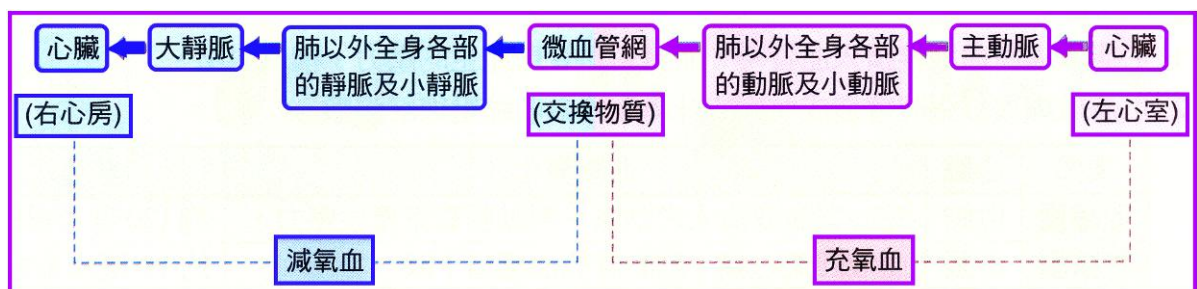 心臟
大靜脈
肺以外全身各部
的靜脈及小靜脈
微血管網
肺以外全身各部
的動脈及小動脈
主動脈
心臟
(右心房)
(交換物質)
(左心室)
減氧血
充氧血